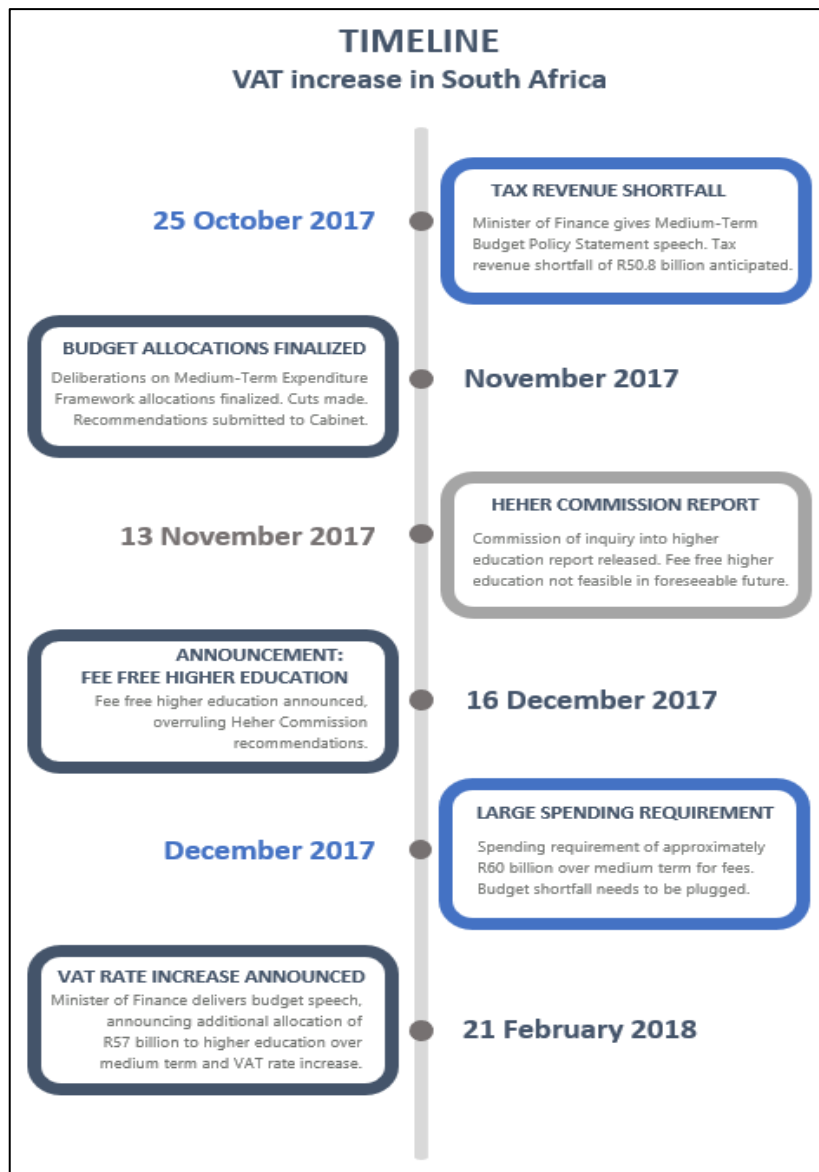 TIMELINE
VAT increase in South Africa
25 October 2017
TAX REVENUE SHORTFALL
Minister of Finance gives Medium-Term
Budget Policy Statement speech. Tax
revenue shortfall of R50.8 billion anticipated.
BUDGET ALLOCATIONS FINALIZED
Deliberations on Medium-Term Expenditure
Framework allocations finalized. Cuts made.
Recommendations submitted to Cabinet.
November 2017
13 November 2017
HEHER COMMISSION REPORT
Commission of inquiry into higher
education report released. Fee free higher
education not feasible in foreseeable future.
ANNOUNCEMENT:
FEE FREE HIGHER EDUCATION
Fee free higher education announced,
overruling Heher Commission
recommendations.
16 December 2017
December 2017
LARGE SPENDING REQUIREMENT
Spending requirement of approximately
R60 billion over medium term for fees.
Budget shortfall needs to be plugged.
VAT RATE INCREASE ANNOUNCED
Minister of Finance delivers budget speech,
announcing additional allocation of
R57 billion to higher education over
medium term and VAT rate increase.
21 February 2018